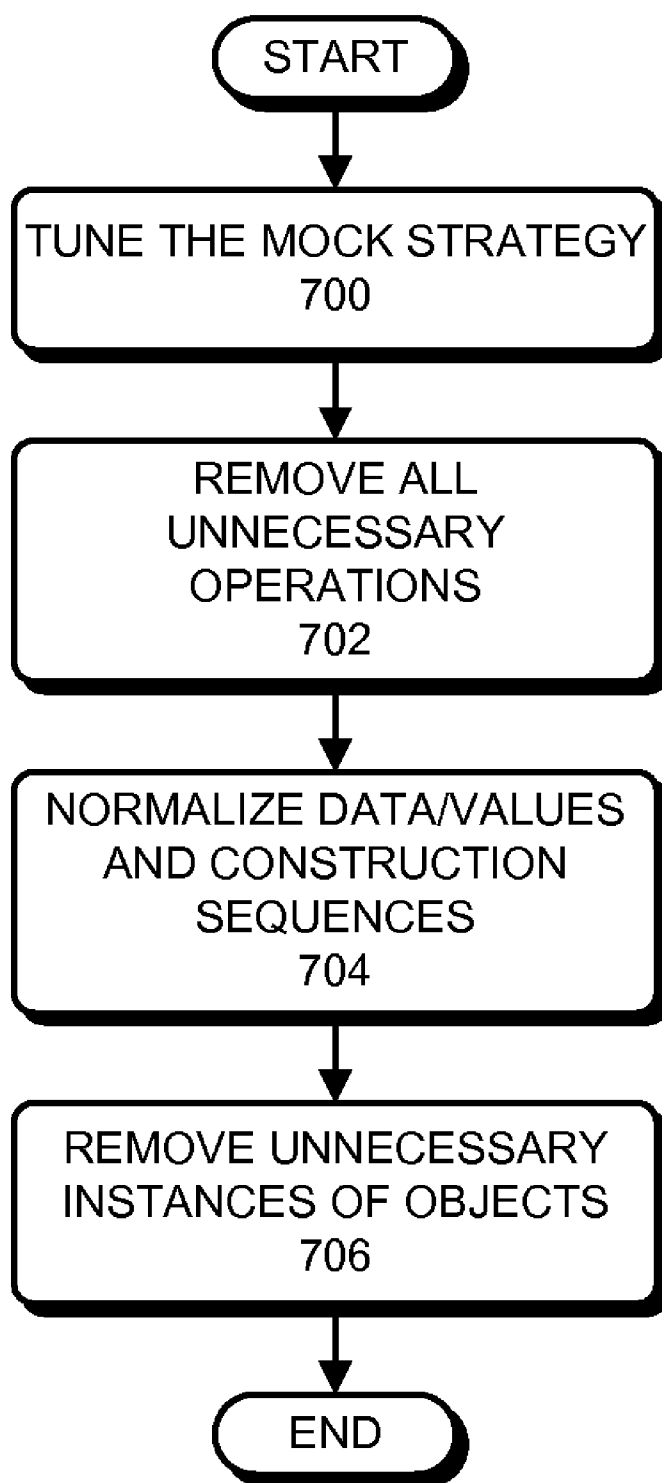 START
TUNE THE MOCK STRATEGY
700
REMOVE ALL
UNNECESSARY
OPERATIONS
702
NORMALIZE DATA/VALUES
AND CONSTRUCTION
SEQUENCES
704
REMOVE UNNECESSARY
INSTANCES OF OBJECTS
706
END